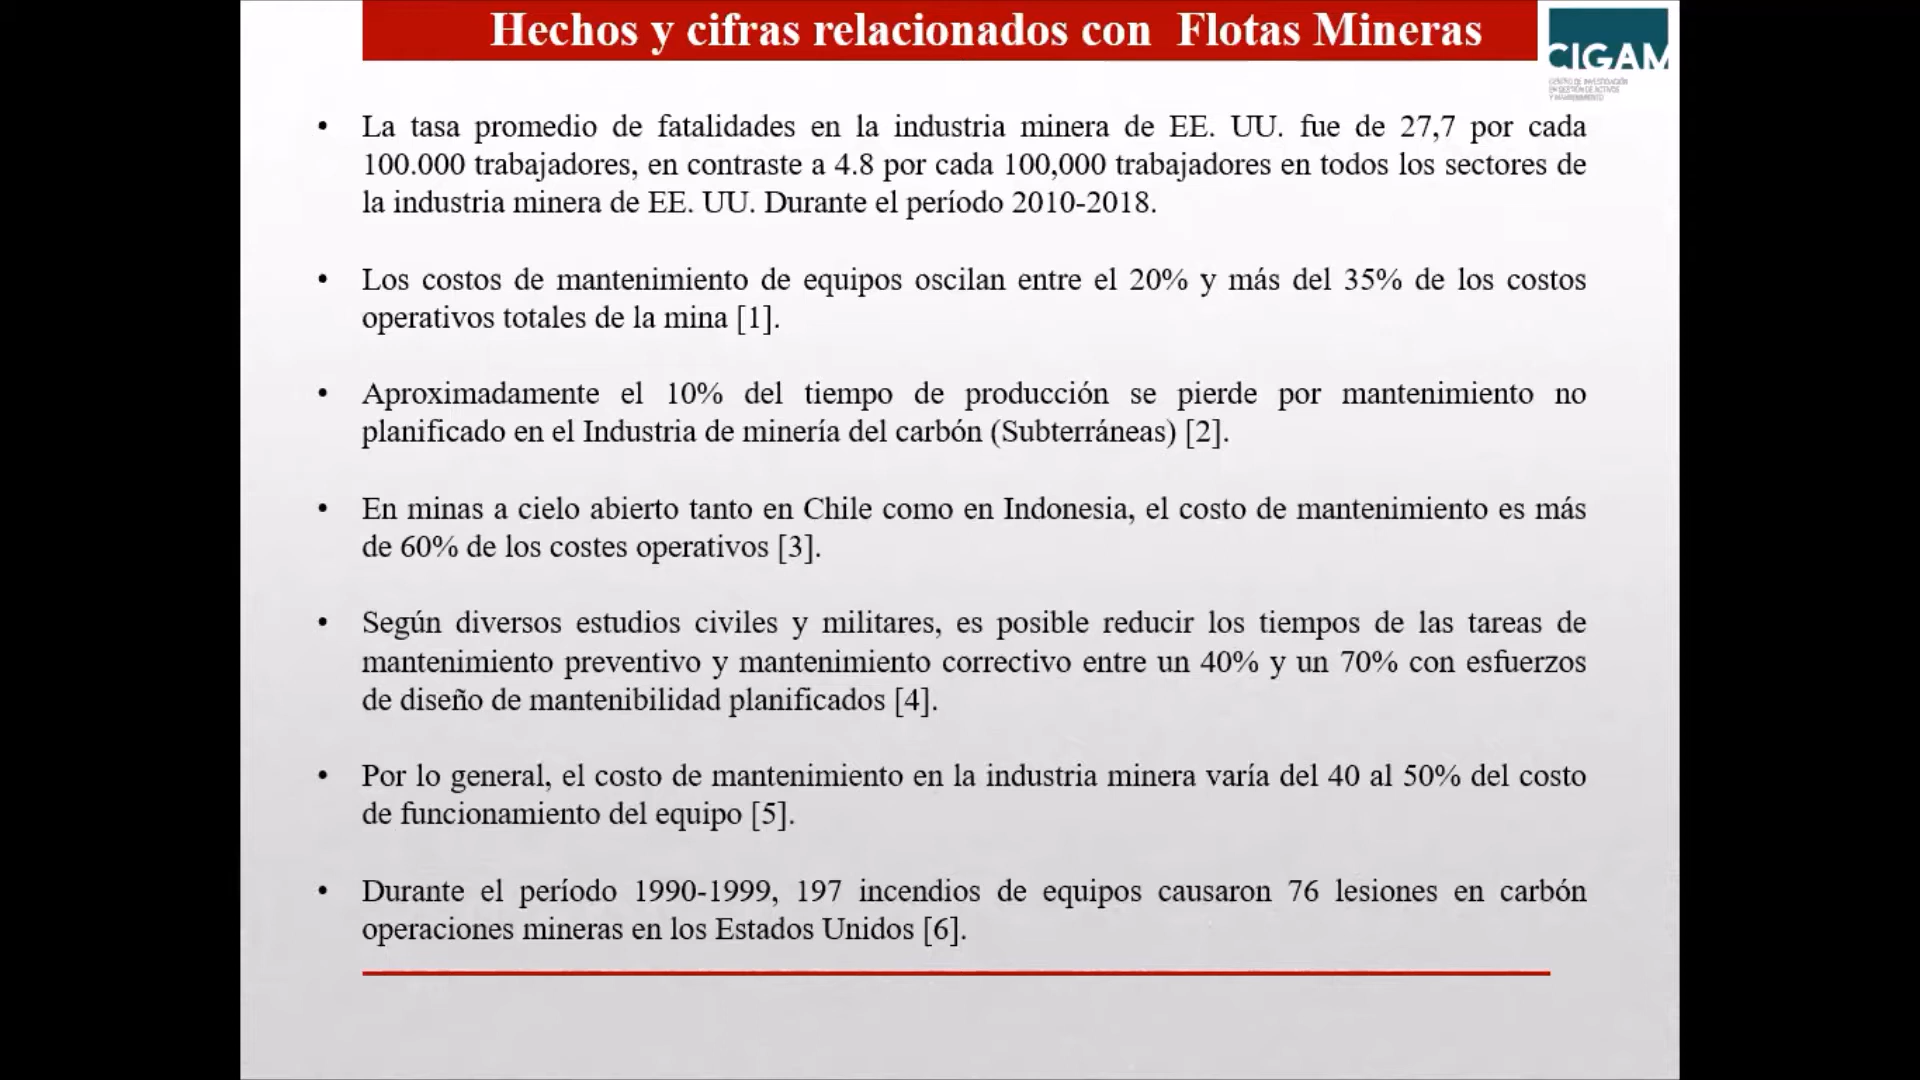 Hechos y cifras relacionados con Flotas Mineras
CIGAM
CENTRO DE INVESTIGACIÓN
EN GESTIÓN DE ACTIVOS
Y MANTENIMIENTO
• La tasa promedio de fatalidades en la industria minera de EE. UU. fue de 27,7 por cada
100.000 trabajadores, en contraste a 4.8 por cada 100,000 trabajadores en todos los sectores de
la industria minera de EE. UU. Durante el período 2010-2018.
• Los costos de mantenimiento de equipos oscilan entre el 20% y más del 35% de los costos
operativos totales de la mina [1].
• Aproximadamente el 10% del tiempo de producción se pierde por mantenimiento no
planificado en el Industria de minería del carbón (Subterráneas) [2].
• En minas a cielo abierto tanto en Chile como en Indonesia, el costo de mantenimiento es más
de 60% de los costes operativos [3].
• Según diversos estudios civiles y militares, es posible reducir los tiempos de las tareas de
mantenimiento preventivo y mantenimiento correctivo entre un 40% y un 70% con esfuerzos
de diseño de mantenibilidad planificados [4].
• Por lo general, el costo de mantenimiento en la industria minera varía del 40 al 50% del costo
de funcionamiento del equipo [5].
• Durante el período 1990-1999, 197 incendios de equipos causaron 76 lesiones en carbón
operaciones mineras en los Estados Unidos [6].